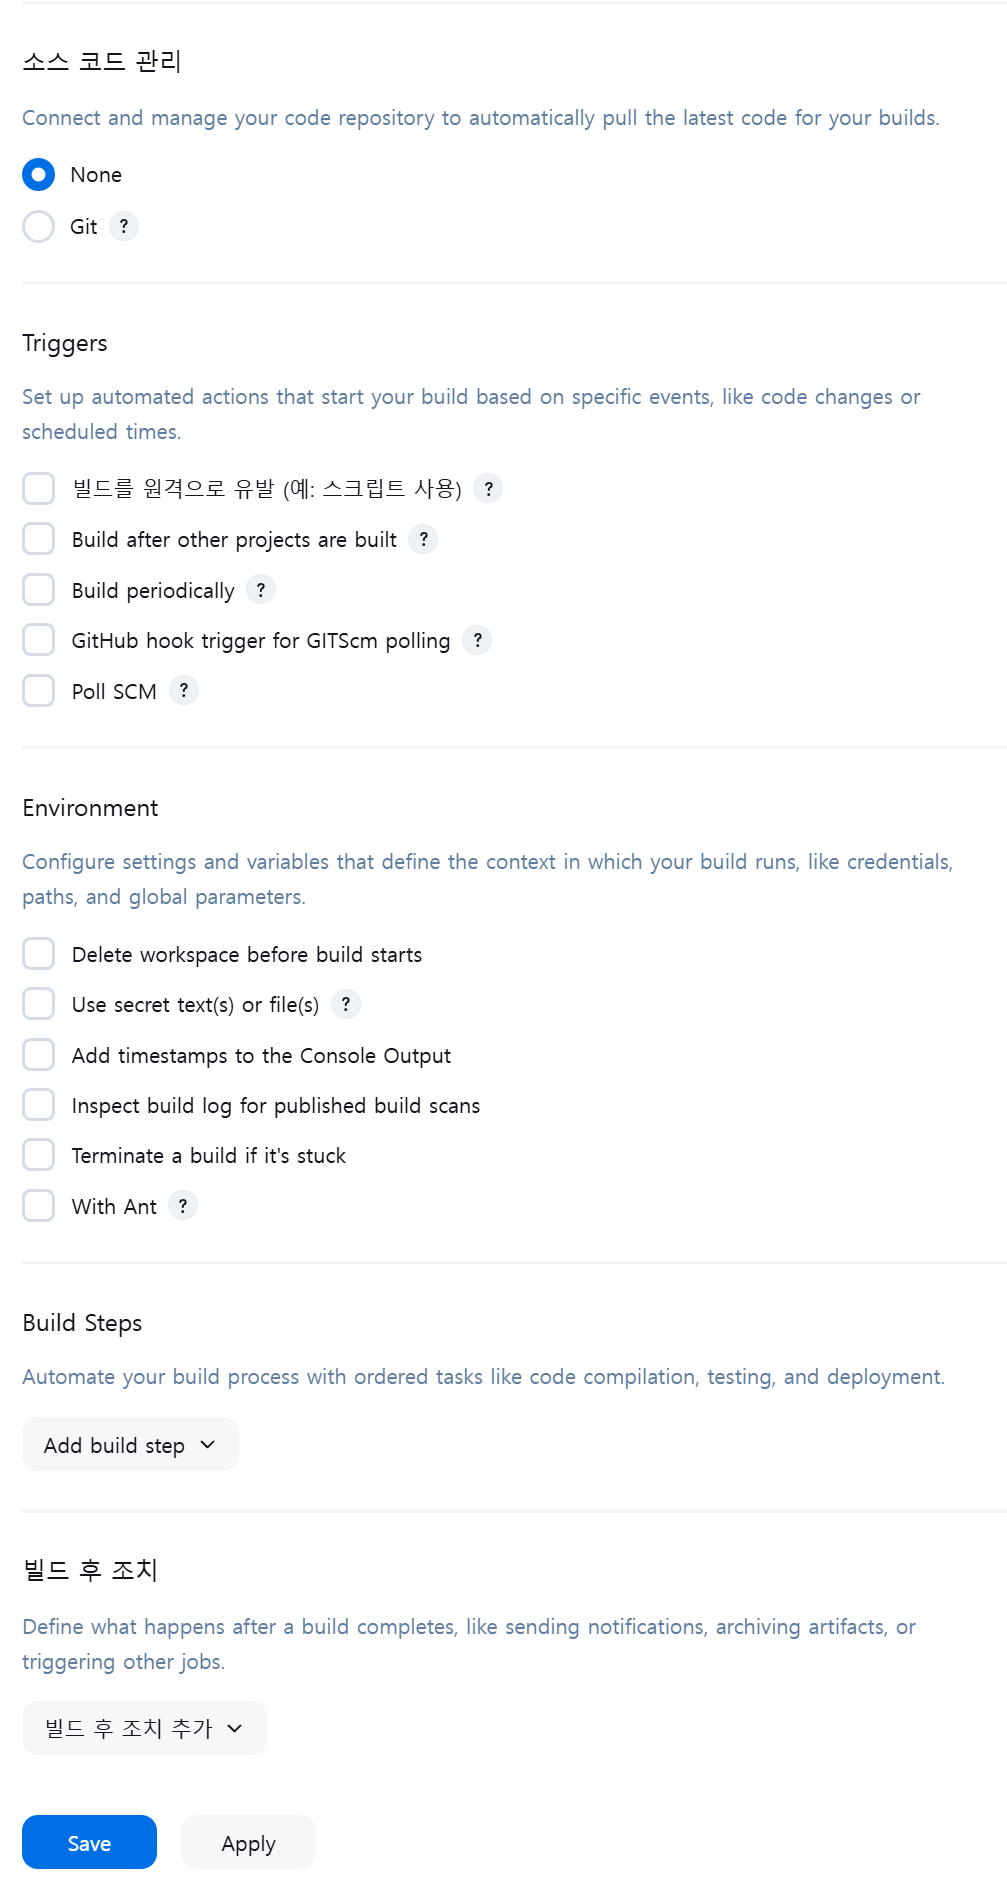 소스 코드 관리
Connect and manage your code repository to automatically pull the latest code for your builds.
None
Git ?
Triggers
Set up automated actions that start your build based on specific events, like code changes or
scheduled times.
빌드를 원격으로 유발 (예: 스크립트 사용) ?
Build after other projects are built ?
Build periodically ?
GitHub hook trigger for GITScm polling ?
Poll SCM ?
Environment
Configure settings and variables that define the context in which your build runs, like credentials,
paths, and global parameters.
Delete workspace before build starts
Use secret text(s) or file(s) ?
Add timestamps to the Console Output
Inspect build log for published build scans
Terminate a build if it's stuck
With Ant ?
Build Steps
Automate your build process with ordered tasks like code compilation, testing, and deployment.
Add build step
빌드 후 조치
Define what happens after a build completes, like sending notifications, archiving artifacts, or
triggering other jobs.
빌드 후 조치 추가
Save Apply